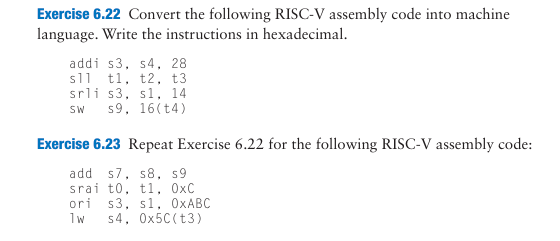 Exercise 6.22 Convert the following RISC-V assembly code into machine
language. Write the instructions in hexadecimal.
addi s3, s4, 28
sll t1, t2, t3
srli s3, s1, 14
sw s9, 16(t4)
Exercise 6.23 Repeat Exercise 6.22 for the following RISC-V assembly code:
add s7, s8, s9
srai t0, t1, 0xC
ori s3, s1, 0xABC
lw s4, 0x5C(t3)